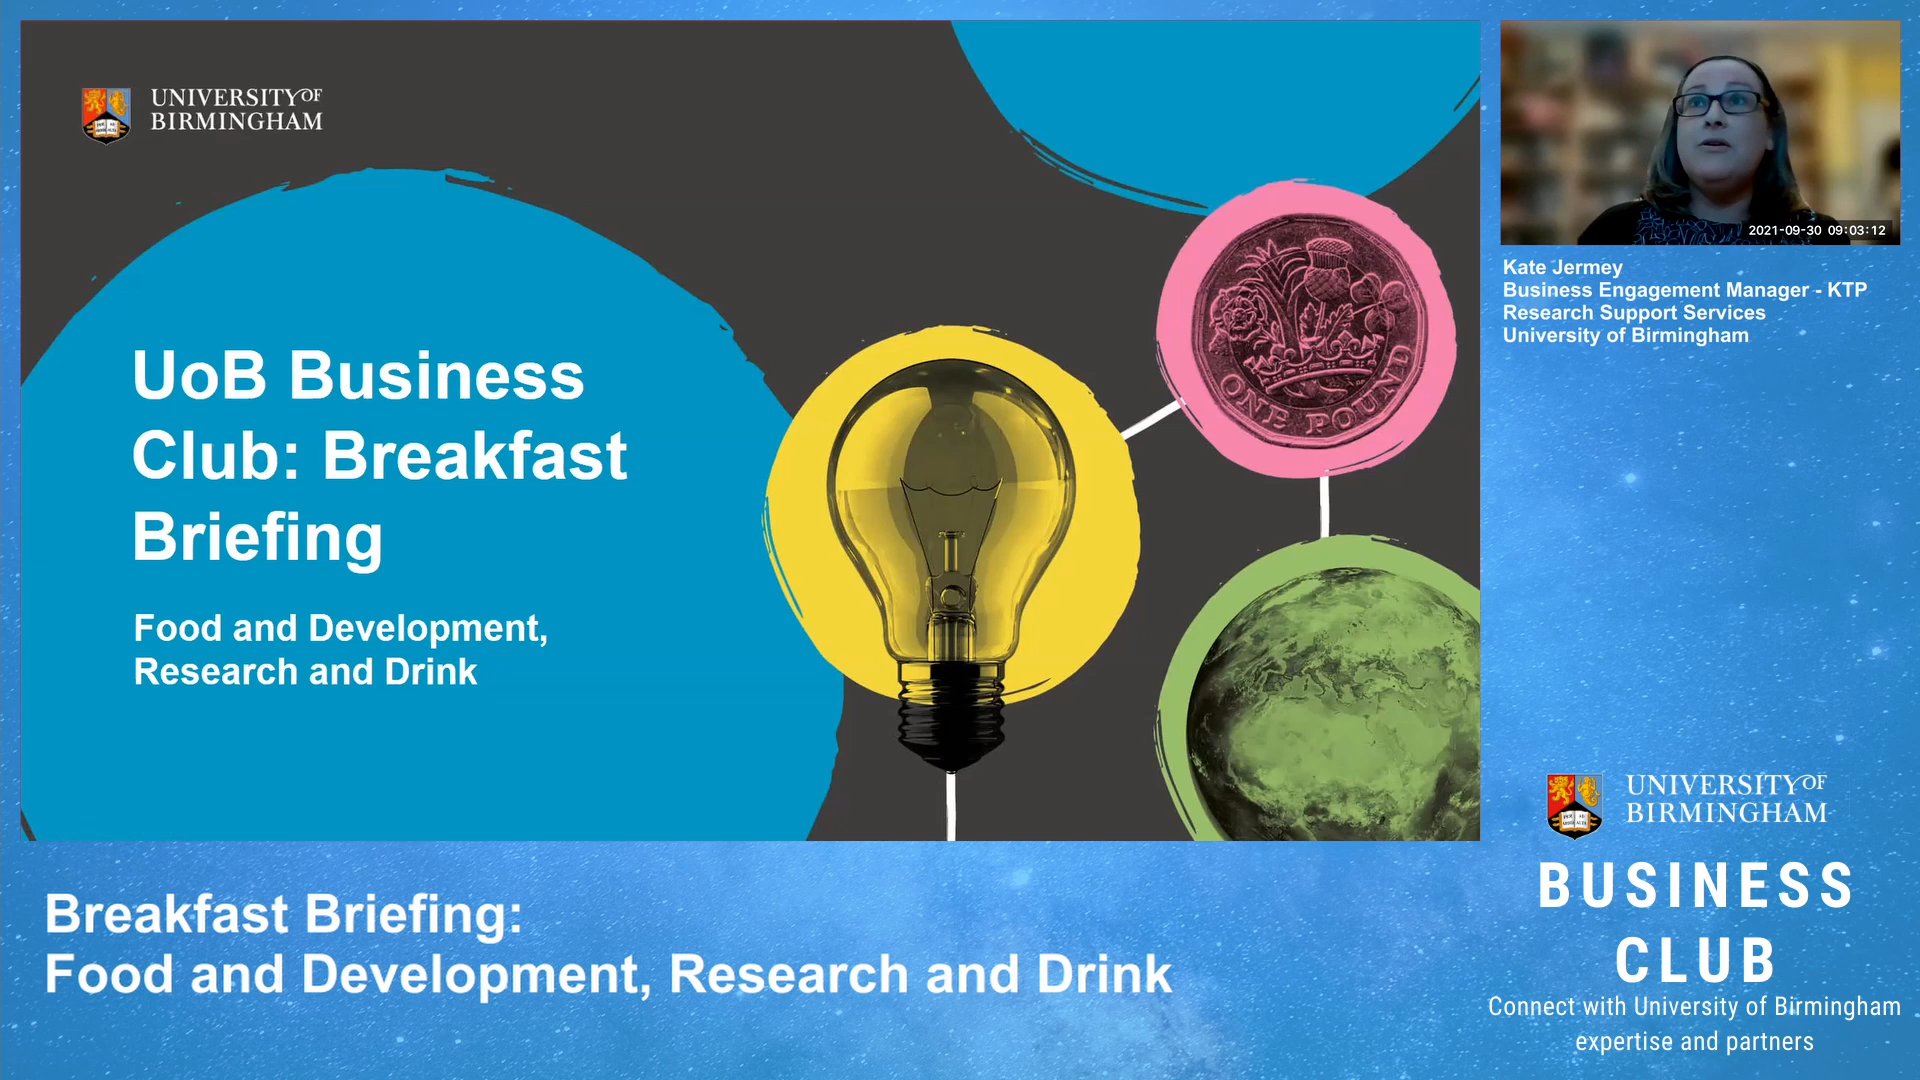 UNIVERSITY OF
BIRMINGHAM
UoB Business
Club: Breakfast
Briefing
Food and Development,
Research and Drink
ONE POUND
2021-09-30 09:03:12
Kate Jermey
Business Engagement Manager - KTP
Research Support Services
University of Birmingham
Breakfast Briefing:
Food and Development, Research and Drink
UNIVERSITY OF
BIRMINGHAM
BUSINESS
CLUB
Connect with University of Birmingham
expertise and partners